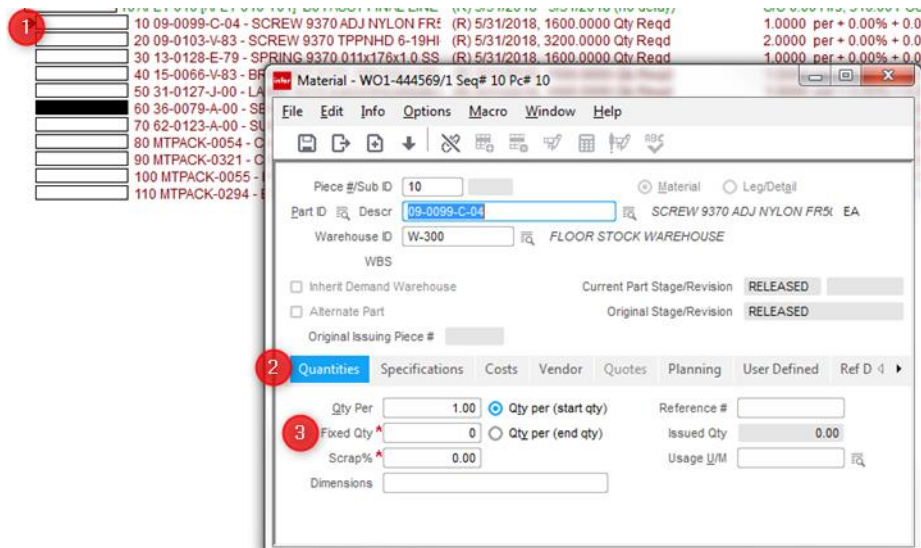 1
10 09-0099-C-04 - SCREW 9370 ADJ NYLON FR5 (R) 5/31/2018, 1600.0000 Qty Reqd 1.0000 per + 0.00% + 0.0
20 09-0103-V-83 - SCREW 9370 TPPNHD 6-19HI (R) 5/31/2018, 3200.0000 Qty Reqd 2.0000 per + 0.00% + 0.0
30 13-0128-E-79 - SPRING 9370 011x176x1.0 SS (R) 5/31/2018, 1600.0000 Qty Reqd 1.0000 per + 0.00% + 0.0
40 15-0066-V-83 - BR
50 31-0127-J-00 - LA
60 36-0079-A-00 - SE
70 62-0123-A-00 - SU
80 MTPACK-0054 - C
90 MTPACK-0321 - C
100 MTPACK-0055 -
110 MTPACK-0294 -
infor Material - WO1-444569/1 Seq# 10 Pc# 10
File Edit Info Options Macro Window Help
Piece #/Sub ID 10 Material Leg/Detail
Part ID Descr 09-0099-C-04 SCREW 9370 ADJ NYLON FR5( EA
Warehouse ID W-300 FLOOR STOCK WAREHOUSE
WBS
Inherit Demand Warehouse Current Part Stage/Revision RELEASED
Alternate Part Original Stage/Revision RELEASED
Original Issuing Piece #
2 Quantities Specifications Costs Vendor Quotes Planning User Defined Ref D
Qty Per 1.00 Qty per (start qty) Reference #
3 Fixed Qty * 0 Qty per (end qty) Issued Qty 0.00
Scrap% * 0.00 Usage U/M
Dimensions